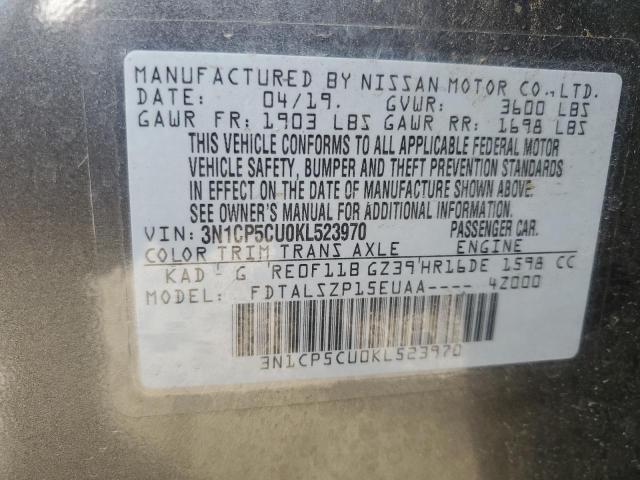 MANUFACTURED BY NISSAN MOTOR CO.,LTD.
DATE: 04/19. GVWR: 3600 LBS
GAWR FR: 1903 LBS GAWR RR: 1698 LBS
THIS VEHICLE CONFORMS TO ALL APPLICABLE FEDERAL MOTOR
VEHICLE SAFETY, BUMPER AND THEFT PREVENTION STANDARDS
IN EFFECT ON THE DATE OF MANUFACTURE SHOWN ABOVE.
SEE OWNER'S MANUAL FOR ADDITIONAL INFORMATION.
VIN: 3N1CP5CU0KL523970 PASSENGER CAR.
COLOR TRIM TRANS AXLE ENGINE
KAD - G RE0F11B GZ39 HR16DE 1598 CC
MODEL: FDTALSZP15EUAA---- 4Z000
3N1CP5CU0KL523970